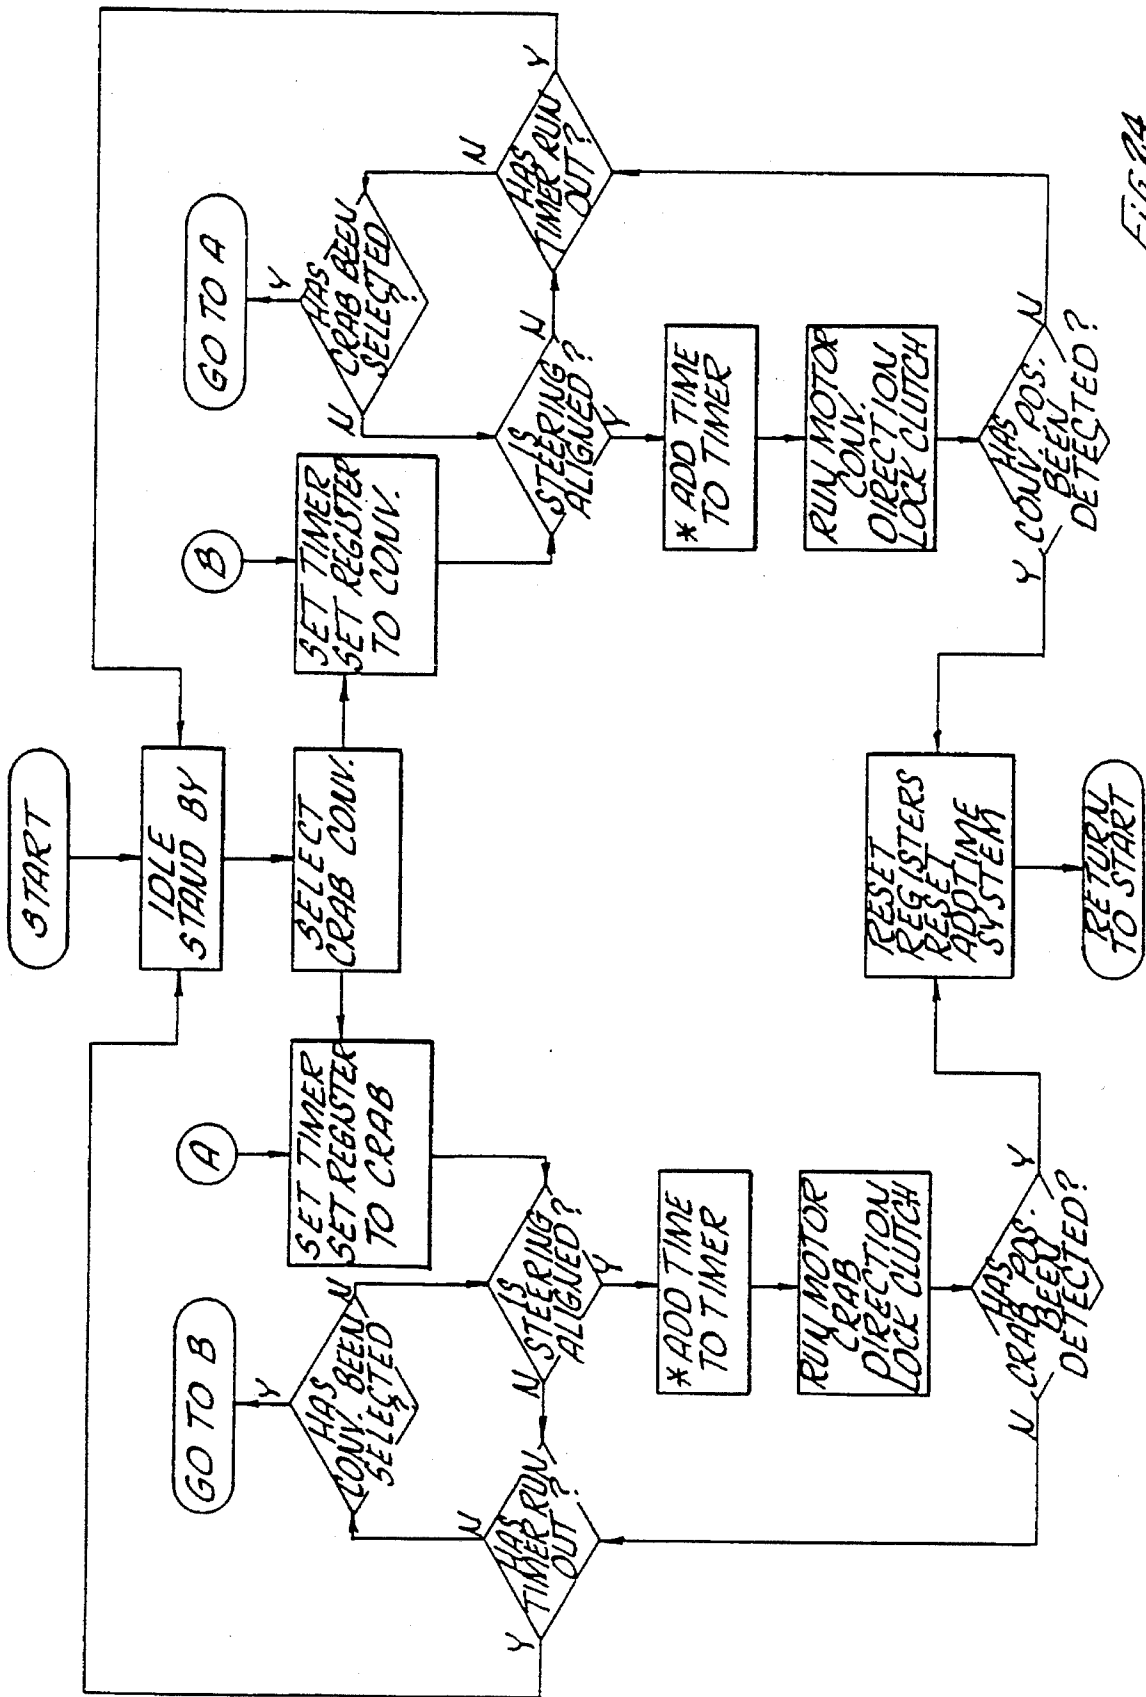 START
IDLE
STAND BY
SELECT
CRAB CONV.
A
SET TIMER
SET REGISTER
TO CRAB
B
SET TIMER
SET REGISTER
TO CONV.
GO TO B
Y
HAS
CONV. BEEN
SELECTED
?
N
N
HAS
TIMER RUN
OUT?
Y
IS
STEERING
ALIGNED?
N
Y
* ADD TIME
TO TIMER
RUN MOTOR
CRAB
DIRECTION
LOCK CLUTCH
HAS
CRAB POS.
BEEN
DETECTED?
N
Y
GO TO A
Y
HAS
CRAB BEEN
SELECTED
?
N
N
HAS
TIMER RUN
OUT?
Y
IS
STEERING
ALIGNED?
N
Y
* ADD TIME
TO TIMER
RUN MOTOR
CONV.
DIRECTION
LOCK CLUTCH
HAS
CONV. POS.
BEEN
DETECTED?
Y
N
RESET
REGISTERS
RESET
ADDTIME
SYSTEM
RETURN
TO START
FIG. 24